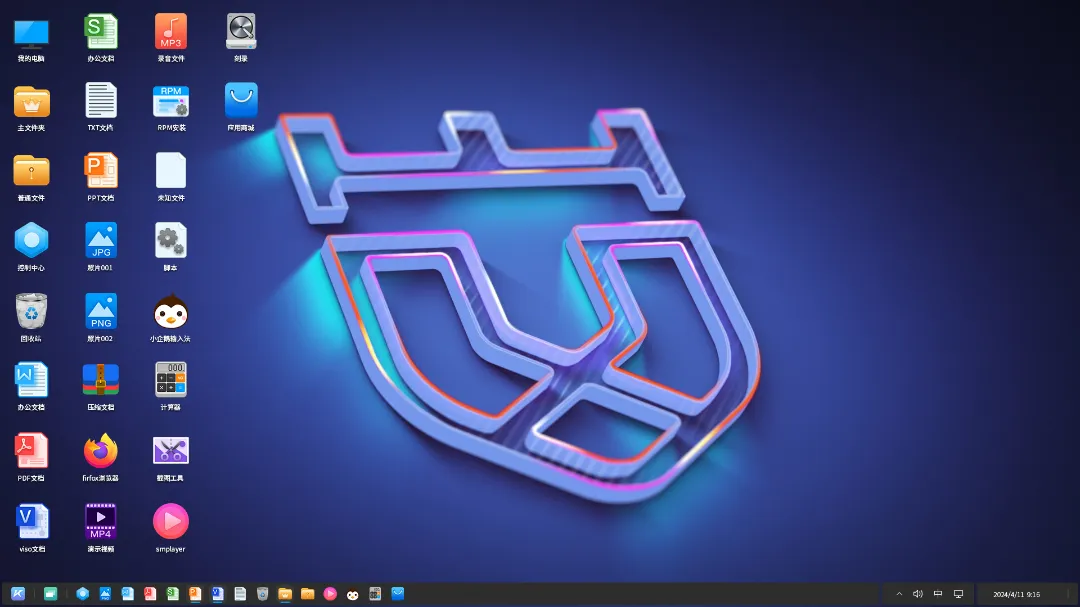 我的电脑
S
办公文档
MP3
录音文件
刻录
主文件夹
TXT文档
RPM
RPM安装
应用商城
普通文件
P
PPT文档
未知文件
控制中心
JPG
照片001
脚本
回收站
PNG
照片002
小企鹅输入法
W
办公文档
压缩文档
000.
计算器
PDF文档
firfox浏览器
截图工具
V
viso文档
MP4
演示视频
smplayer
2024/4/11 9:16